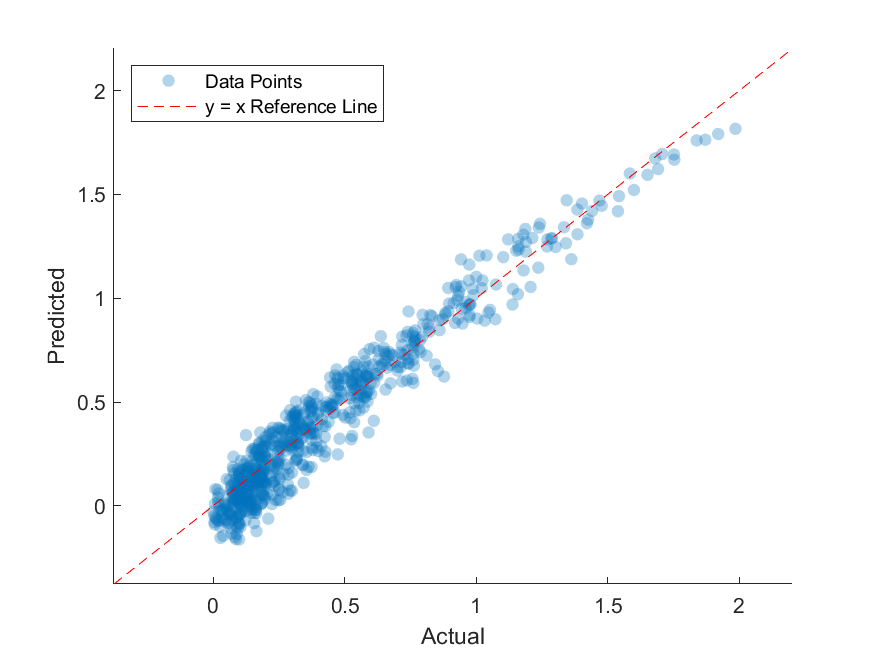 Data Points
y = x Reference Line
2
1.5
1
0.5
0
Predicted
0
0.5
1
1.5
2
Actual